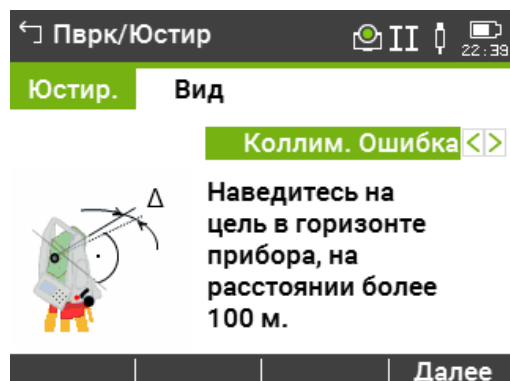 Пврк/Юстир
II
22:39
Юстир. Вид
Коллим. Ошибка
Δ
Наведитесь на
цель в горизонте
прибора, на
расстоянии более
100 м.
Далее